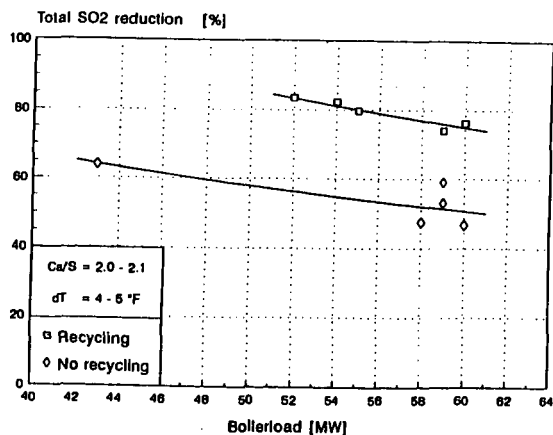 Total SO2 reduction [%]
100
80
60
40
20
0
Ca/S = 2.0 - 2.1
dT = 4 - 5 °F
Recycling
No recycling
40 42 44 46 48 50 52 54 56 58 60 62 64
Boilerload [MW]